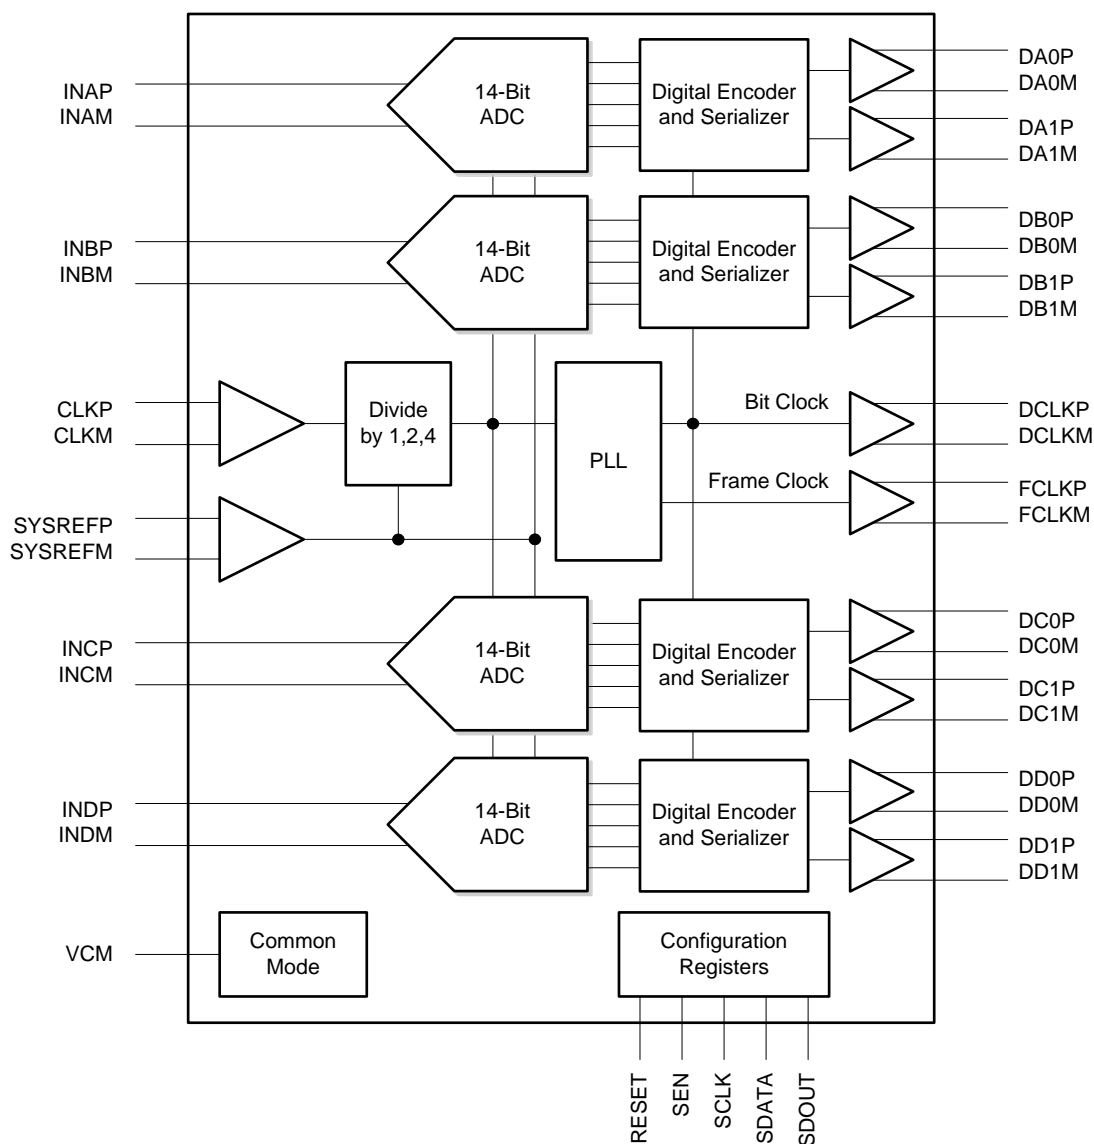 INAP
INAM
14-Bit
ADC
Digital Encoder
and Serializer
DA0P
DA0M
DA1P
DA1M
INBP
INBM
14-Bit
ADC
Digital Encoder
and Serializer
DB0P
DB0M
DB1P
DB1M
CLKP
CLKM
Divide
by 1,2,4
PLL
Bit Clock
DCLKP
DCLKM
Frame Clock
FCLKP
FCLKM
SYSREFP
SYSREFM
INCP
INCM
14-Bit
ADC
Digital Encoder
and Serializer
DC0P
DC0M
DC1P
DC1M
INDP
INDM
14-Bit
ADC
Digital Encoder
and Serializer
DD0P
DD0M
DD1P
DD1M
VCM
Common
Mode
Configuration
Registers
RESET
SEN
SCLK
SDATA
SDOUT